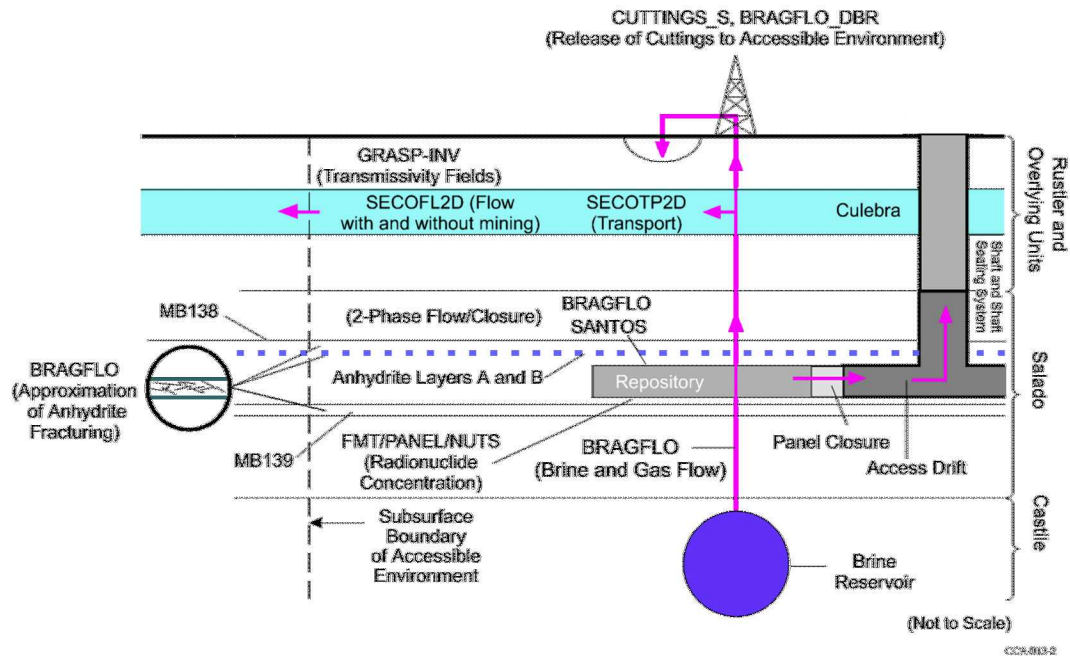 CUTTINGS_S, BRAGFLO_DBR
(Release of Cuttings to Accessible Environment)
GRASP-INV
(Transmissivity Fields)
SECOFL2D (Flow
with and without mining)
SECOTP2D
(Transport)
Culebra
Rustler and
Overlying Units
Shaft and Shaft
Sealing System
MB138
(2-Phase Flow/Closure)
BRAGFLO
SANTOS
BRAGFLO
(Approximation
of Anhydrite
Fracturing)
Anhydrite Layers A and B
Repository
Salado
MB139
FMT/PANEL/NUTS
(Radionuclide
Concentration)
BRAGFLO
(Brine and Gas Flow)
Panel Closure
Access Drift
Subsurface
Boundary
of Accessible
Environment
Castile
Brine
Reservoir
(Not to Scale)